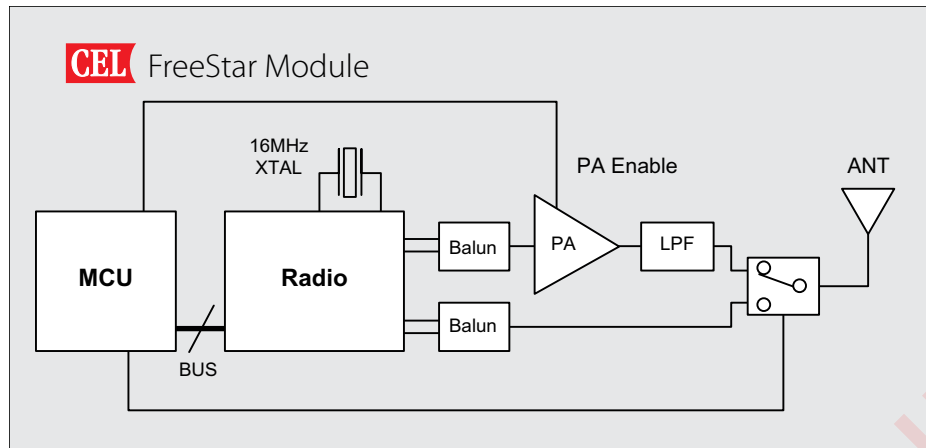 CEL FreeStar Module
16MHz
XTAL
PA Enable
ANT
MCU
Radio
Balun
PA
LPF
Balun
BUS